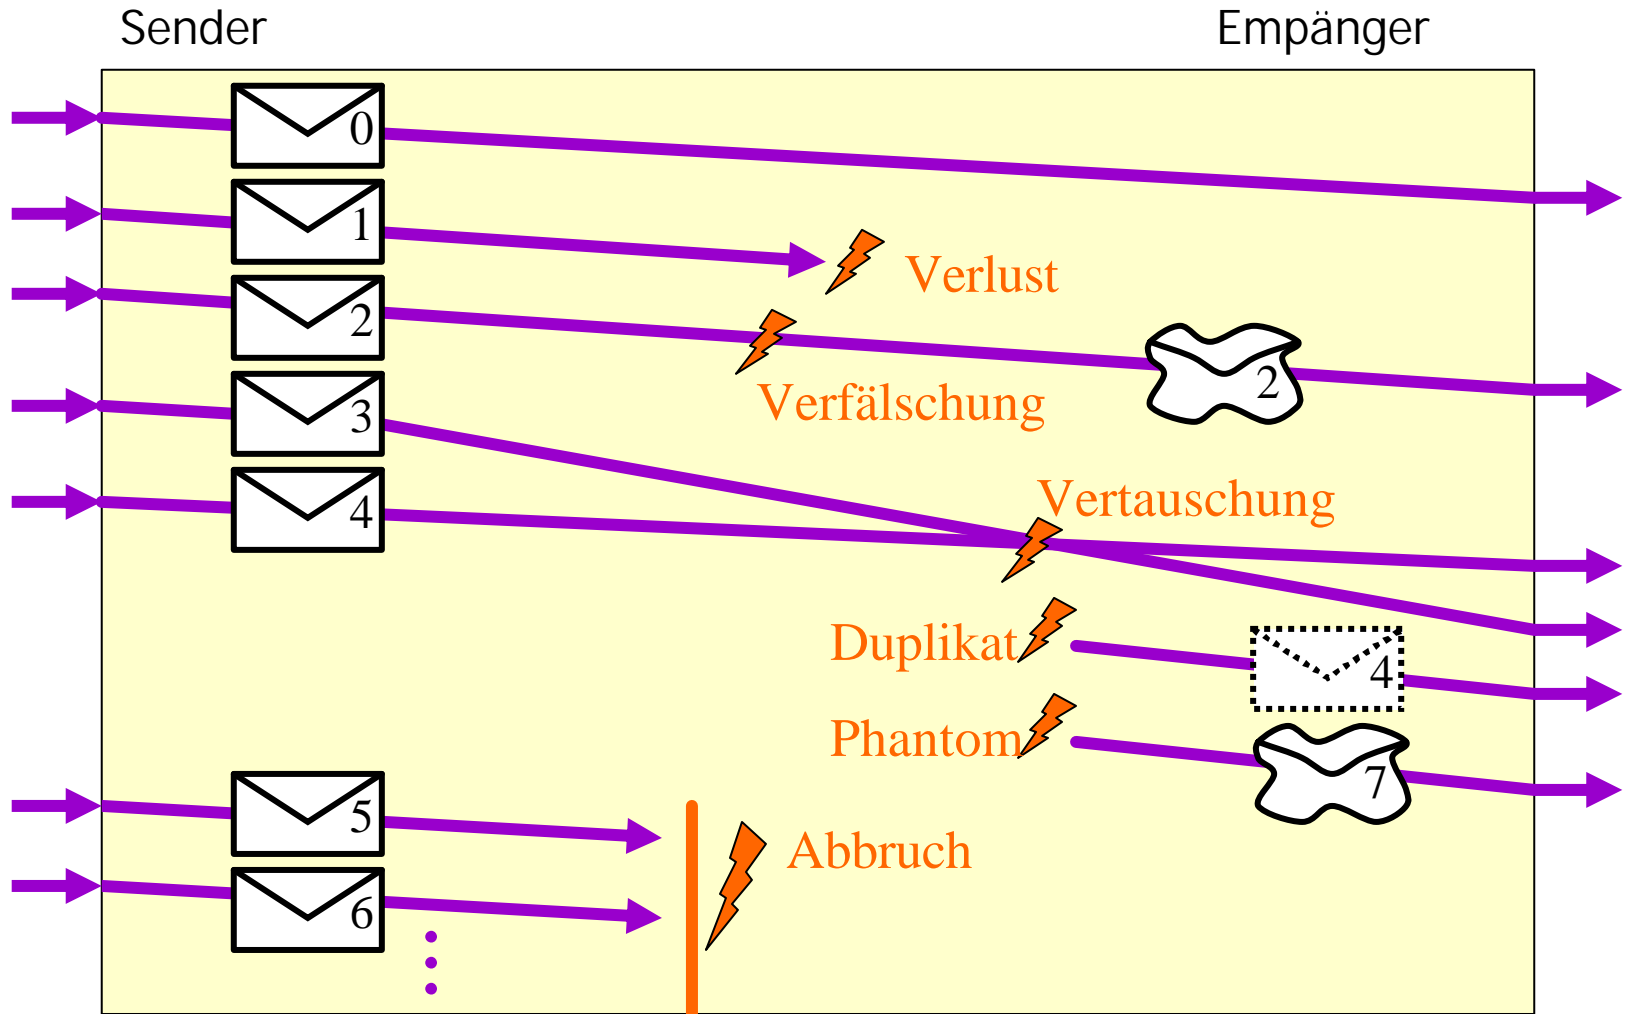 Sender
Empänger
0
1
Verlust
2
2
Verfälschung
3
Vertauschung
4
Duplikat
4
Phantom
7
5
Abbruch
6